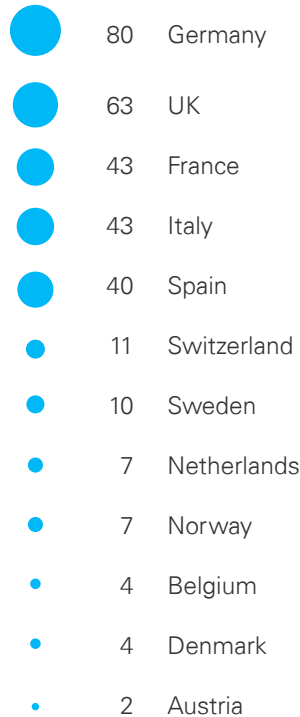 80 Germany
63 UK
43 France
43 Italy
40 Spain
11 Switzerland
10 Sweden
7 Netherlands
7 Norway
4 Belgium
4 Denmark
2 Austria